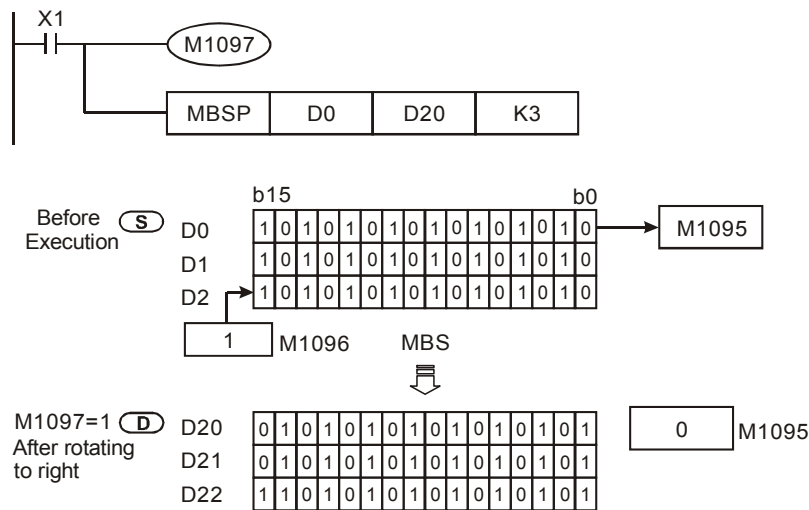 X1
M1097
MBSP D0 D20 K3
b15 b0
Before Execution S
D0 1 0 1 0 1 0 1 0 1 0 1 0 1 0 1 0 M1095
D1 1 0 1 0 1 0 1 0 1 0 1 0 1 0 1 0
D2 1 0 1 0 1 0 1 0 1 0 1 0 1 0 1 0
1 M1096 MBS
M1097=1 D
After rotating
to right
D20 0 1 0 1 0 1 0 1 0 1 0 1 0 1 0 1 0 M1095
D21 0 1 0 1 0 1 0 1 0 1 0 1 0 1 0 1
D22 1 1 0 1 0 1 0 1 0 1 0 1 0 1 0 1